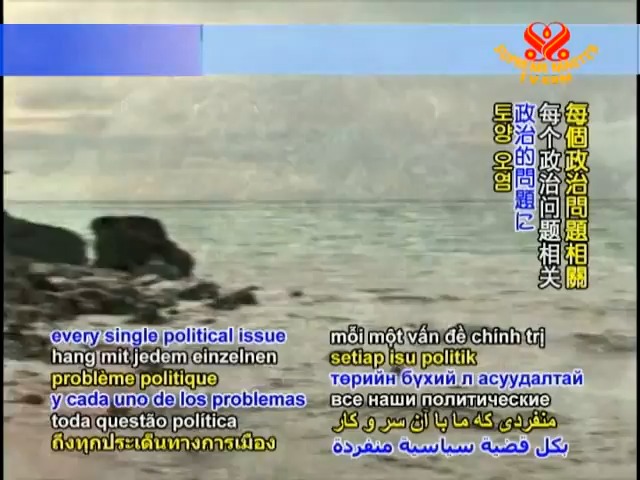 SUPREME MASTER
TV.COM
每個政治問題相關
每个政治问题相关
政治的問題に
토양 오염
every single political issue
hang mit jedem einzelnen
problème politique
y cada uno de los problemas
toda questão política
ถึงทุกประเด็นทางการเมือง
mỗi một vấn đề chính trị
setiap isu politik
төрийн бүхий л асуудалтай
все наши политические
منفردی که ما با آن سر و کار
بكل قضية سياسية منفردة